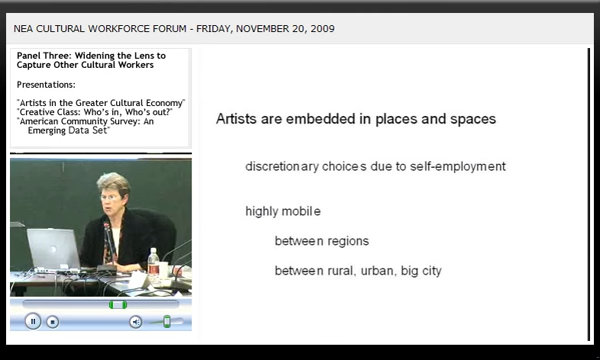 NEA CULTURAL WORKFORCE FORUM - FRIDAY, NOVEMBER 20, 2009
Panel Three: Widening the Lens to
Capture Other Cultural Workers
Presentations:
"Artists in the Greater Cultural Economy"
"Creative Class: Who's in, Who's out?"
"American Community Survey: An
Emerging Data Set"
Artists are embedded in places and spaces
discretionary choices due to self-employment
highly mobile
between regions
between rural, urban, big city